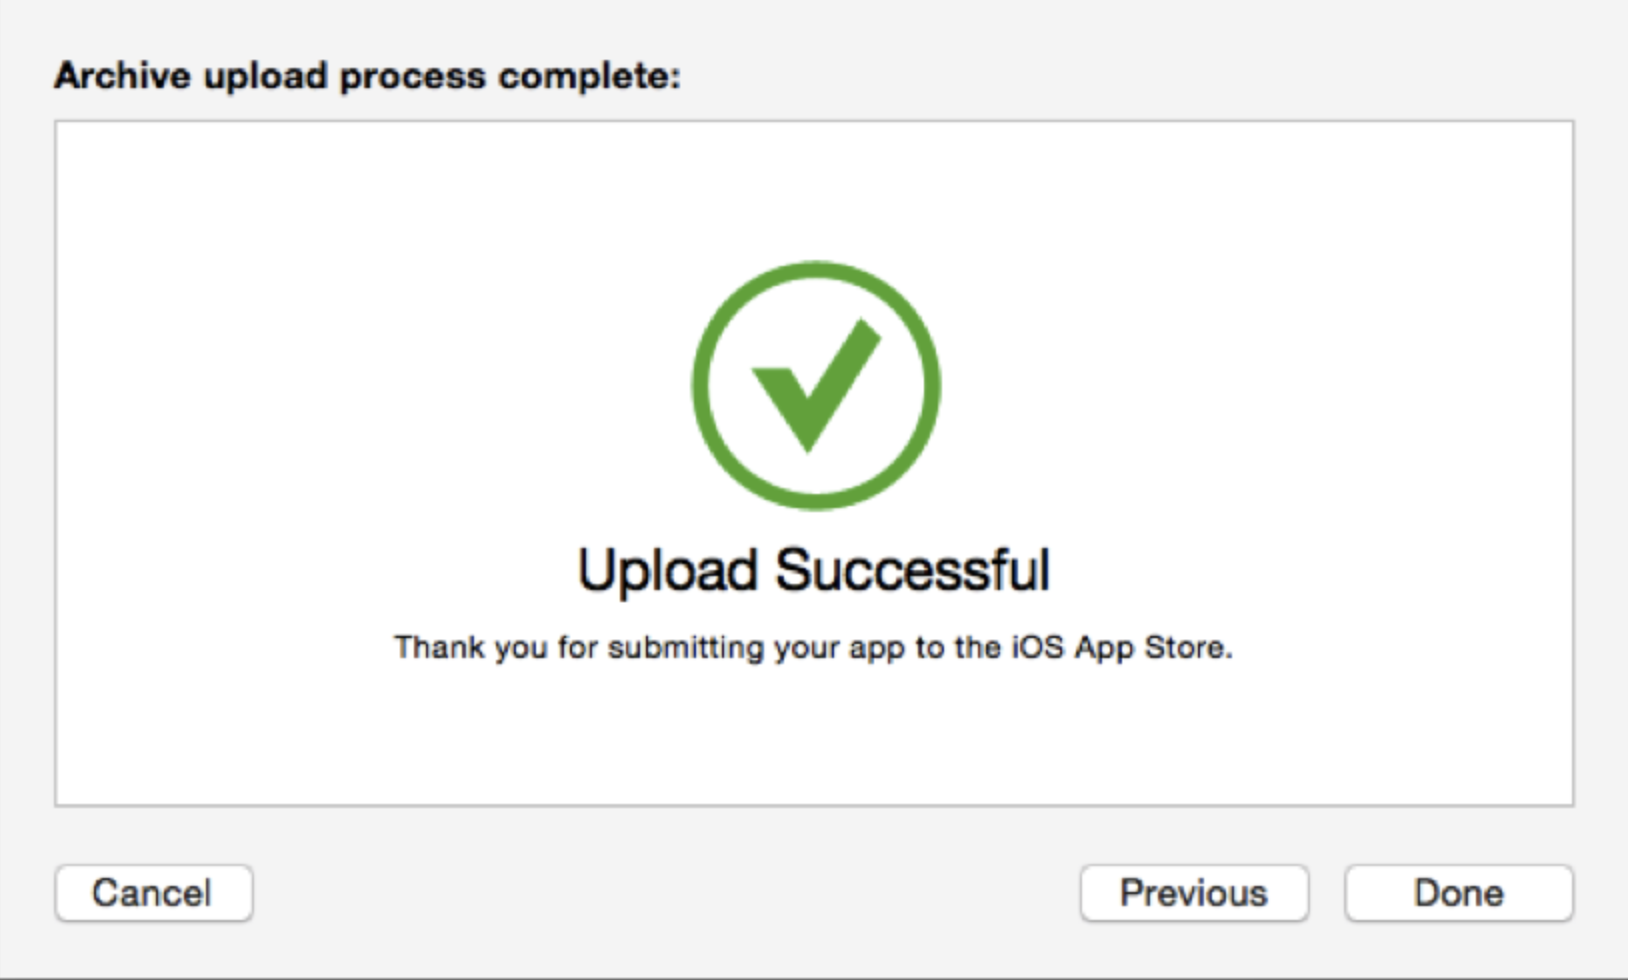 Archive upload process complete:
Upload Successful
Thank you for submitting your app to the iOS App Store.
Cancel
Previous
Done